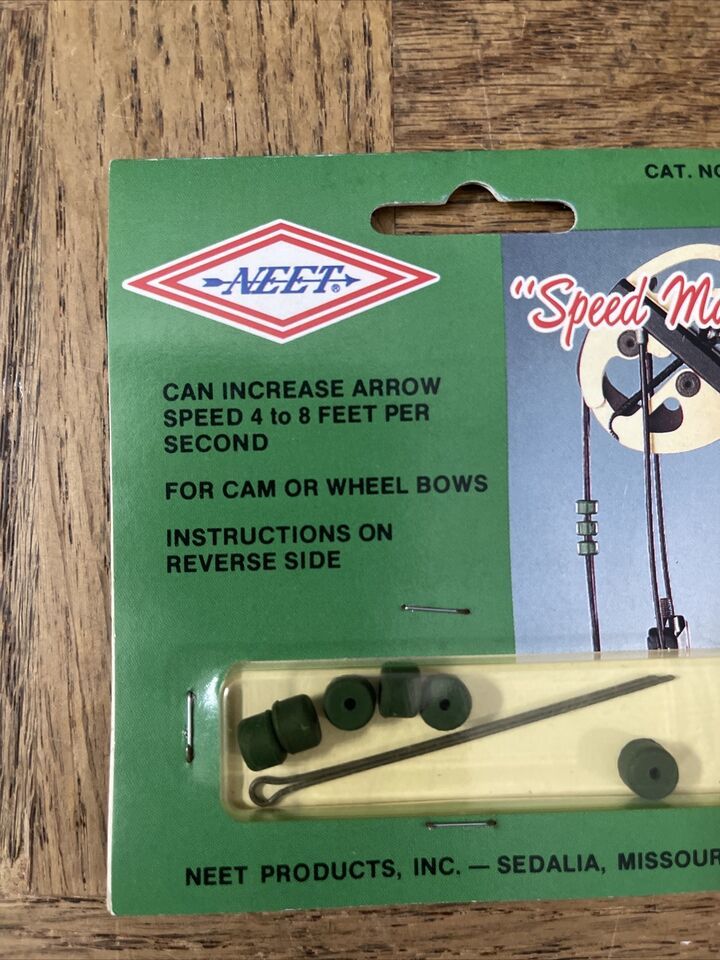 CAT. NO
NEET®
"Speed Ma
CAN INCREASE ARROW
SPEED 4 to 8 FEET PER
SECOND
FOR CAM OR WHEEL BOWS
INSTRUCTIONS ON
REVERSE SIDE
NEET PRODUCTS, INC. — SEDALIA, MISSOUR